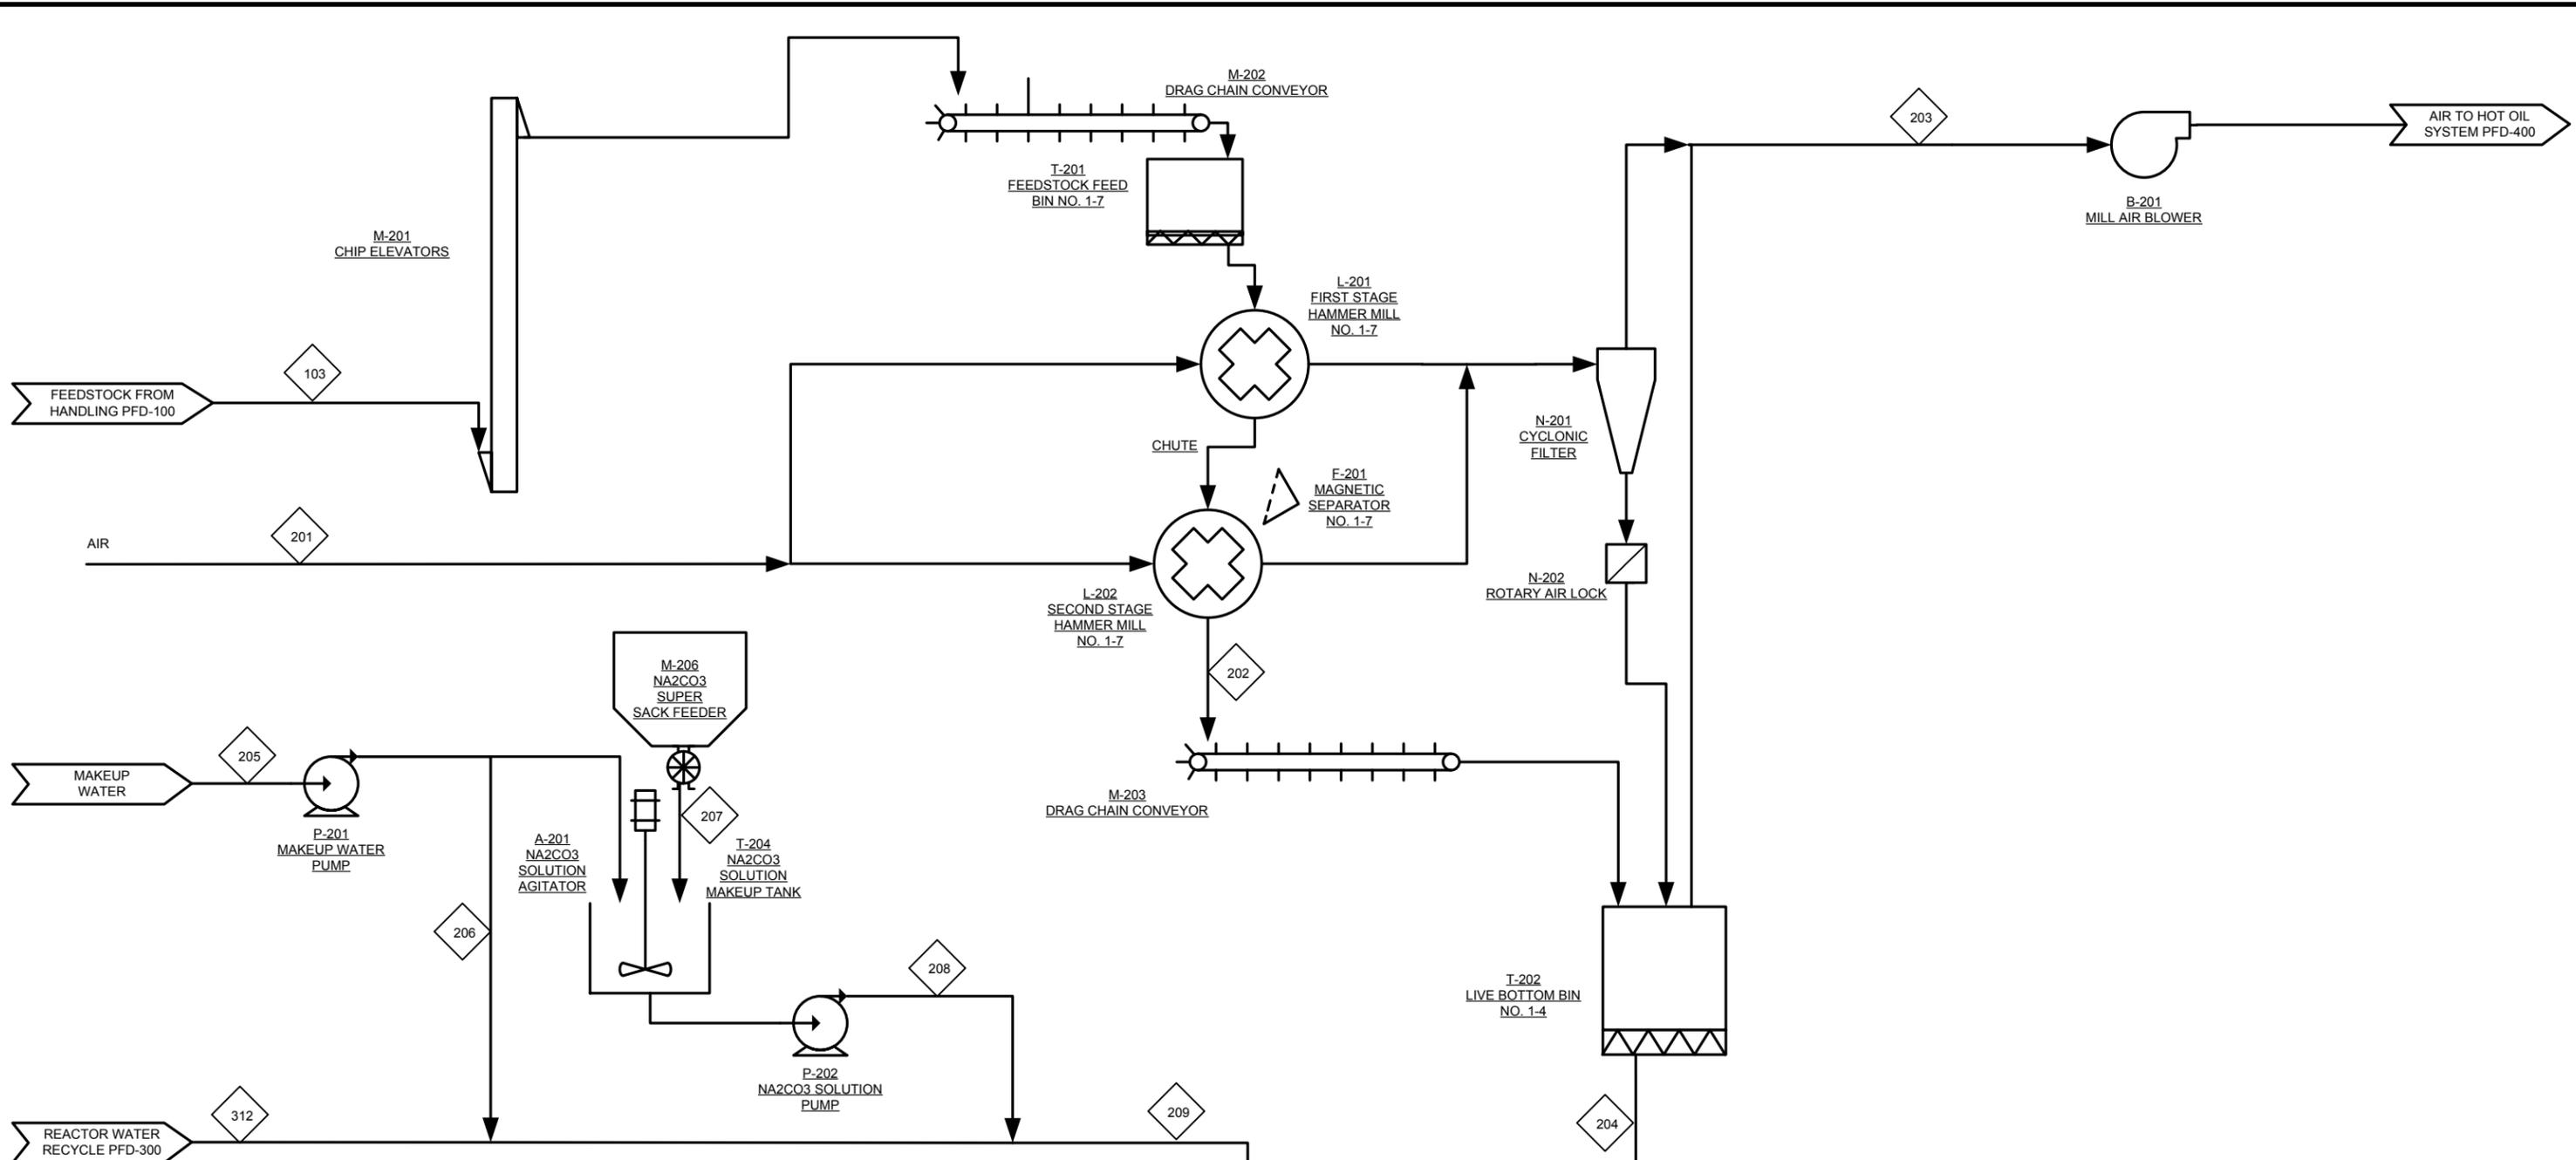 M-202
DRAG CHAIN CONVEYOR
203
AIR TO HOT OIL
SYSTEM PFD-400
T-201
FEEDSTOCK FEED
BIN NO. 1-7
B-201
MILL AIR BLOWER
M-201
CHIP ELEVATORS
L-201
FIRST STAGE
HAMMER MILL
NO. 1-7
103
FEEDSTOCK FROM
HANDLING PFD-100
N-201
CYCLONIC
FILTER
CHUTE
F-201
MAGNETIC
SEPARATOR
NO. 1-7
AIR
201
N-202
ROTARY AIR LOCK
L-202
SECOND STAGE
HAMMER MILL
NO. 1-7
M-206
NA2CO3
SUPER
SACK FEEDER
202
MAKEUP
WATER
205
P-201
MAKEUP WATER
PUMP
207
A-201
NA2CO3
SOLUTION
AGITATOR
T-204
NA2CO3
SOLUTION
MAKEUP TANK
M-203
DRAG CHAIN CONVEYOR
206
208
T-202
LIVE BOTTOM BIN
NO. 1-4
P-202
NA2CO3 SOLUTION
PUMP
312
REACTOR WATER
RECYCLE PFD-300
209
204